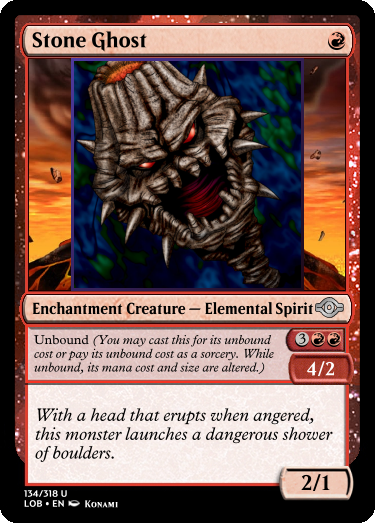 Stone Ghost
Enchantment Creature — Elemental Spirit
Unbound (You may cast this for its unbound
cost or pay its unbound cost as a sorcery. While
unbound, its mana cost and size are altered.)
3
4/2
With a head that erupts when angered,
this monster launches a dangerous shower
of boulders.
2/1
134/318 U
LOB • EN Konami